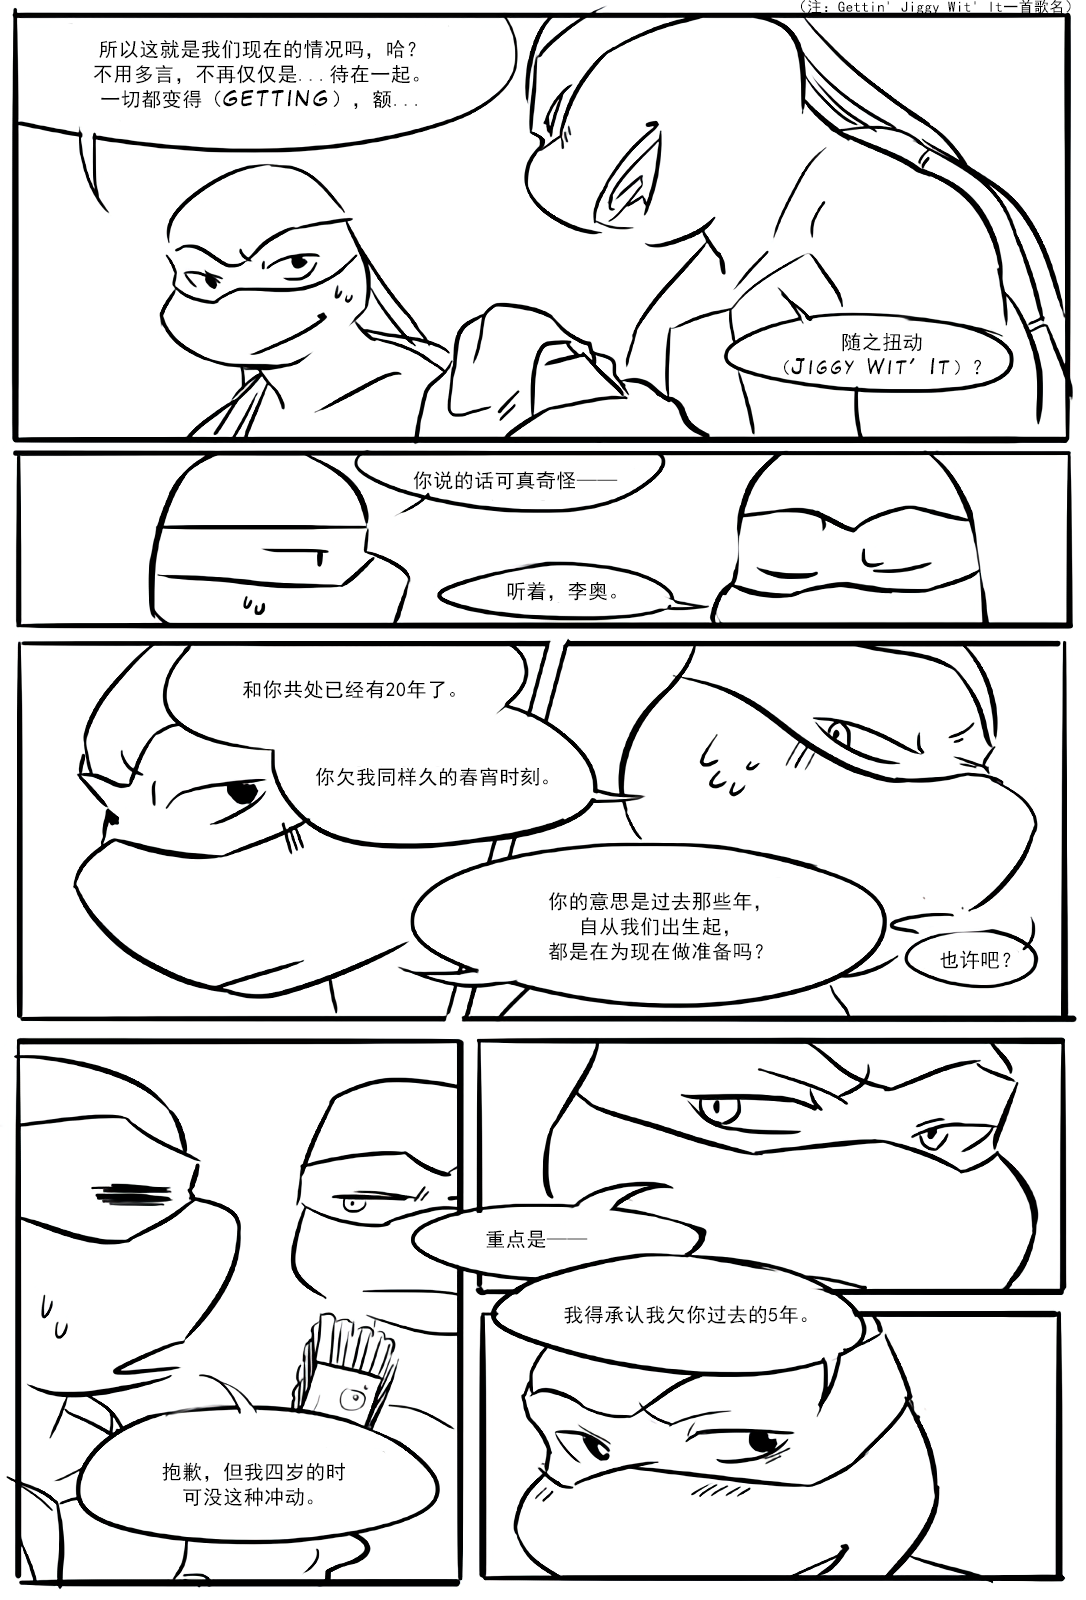 （注：Gettin' Jiggy Wit' It一首歌名）
所以这就是我们现在的情况吗，哈？
不用多言，不再仅仅是...待在一起。
一切都变得（GETTING），额...
随之扭动
（JIGGY WIT' IT）？
你说的话可真奇怪——
听着，李奥。
和你共处已经有20年了。
你欠我同样久的春宵时刻。
你的意思是过去那些年，
自从我们出生起，
都是在为现在做准备吗？
也许吧？
抱歉，但我四岁的时
可没这种冲动。
重点是——
我得承认我欠你过去的5年。